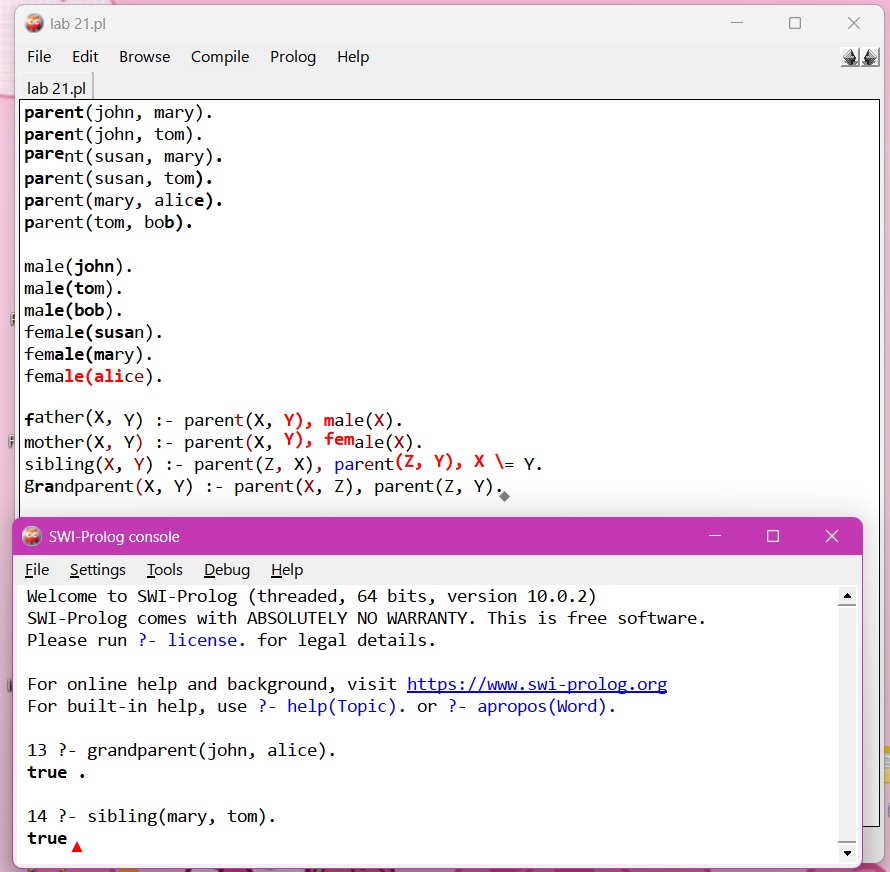 lab 21.pl
File Edit Browse Compile Prolog Help
lab 21.pl
parent(john, mary).
parent(john, tom).
parent(susan, mary).
parent(susan, tom).
parent(mary, alice).
parent(tom, bob).
male(john).
male(tom).
male(bob).
female(susan).
female(mary).
female(alice).
father(X, Y) :- parent(X, Y), male(X).
mother(X, Y) :- parent(X, Y), female(X).
sibling(X, Y) :- parent(Z, X), parent(Z, Y), X \= Y.
grandparent(X, Y) :- parent(X, Z), parent(Z, Y).
SWI-Prolog console
File Settings Tools Debug Help
Welcome to SWI-Prolog (threaded, 64 bits, version 10.0.2)
SWI-Prolog comes with ABSOLUTELY NO WARRANTY. This is free software.
Please run ?- license. for legal details.
For online help and background, visit https://www.swi-prolog.org
For built-in help, use ?- help(Topic). or ?- apropos(Word).
13 ?- grandparent(john, alice).
true .
14 ?- sibling(mary, tom).
true